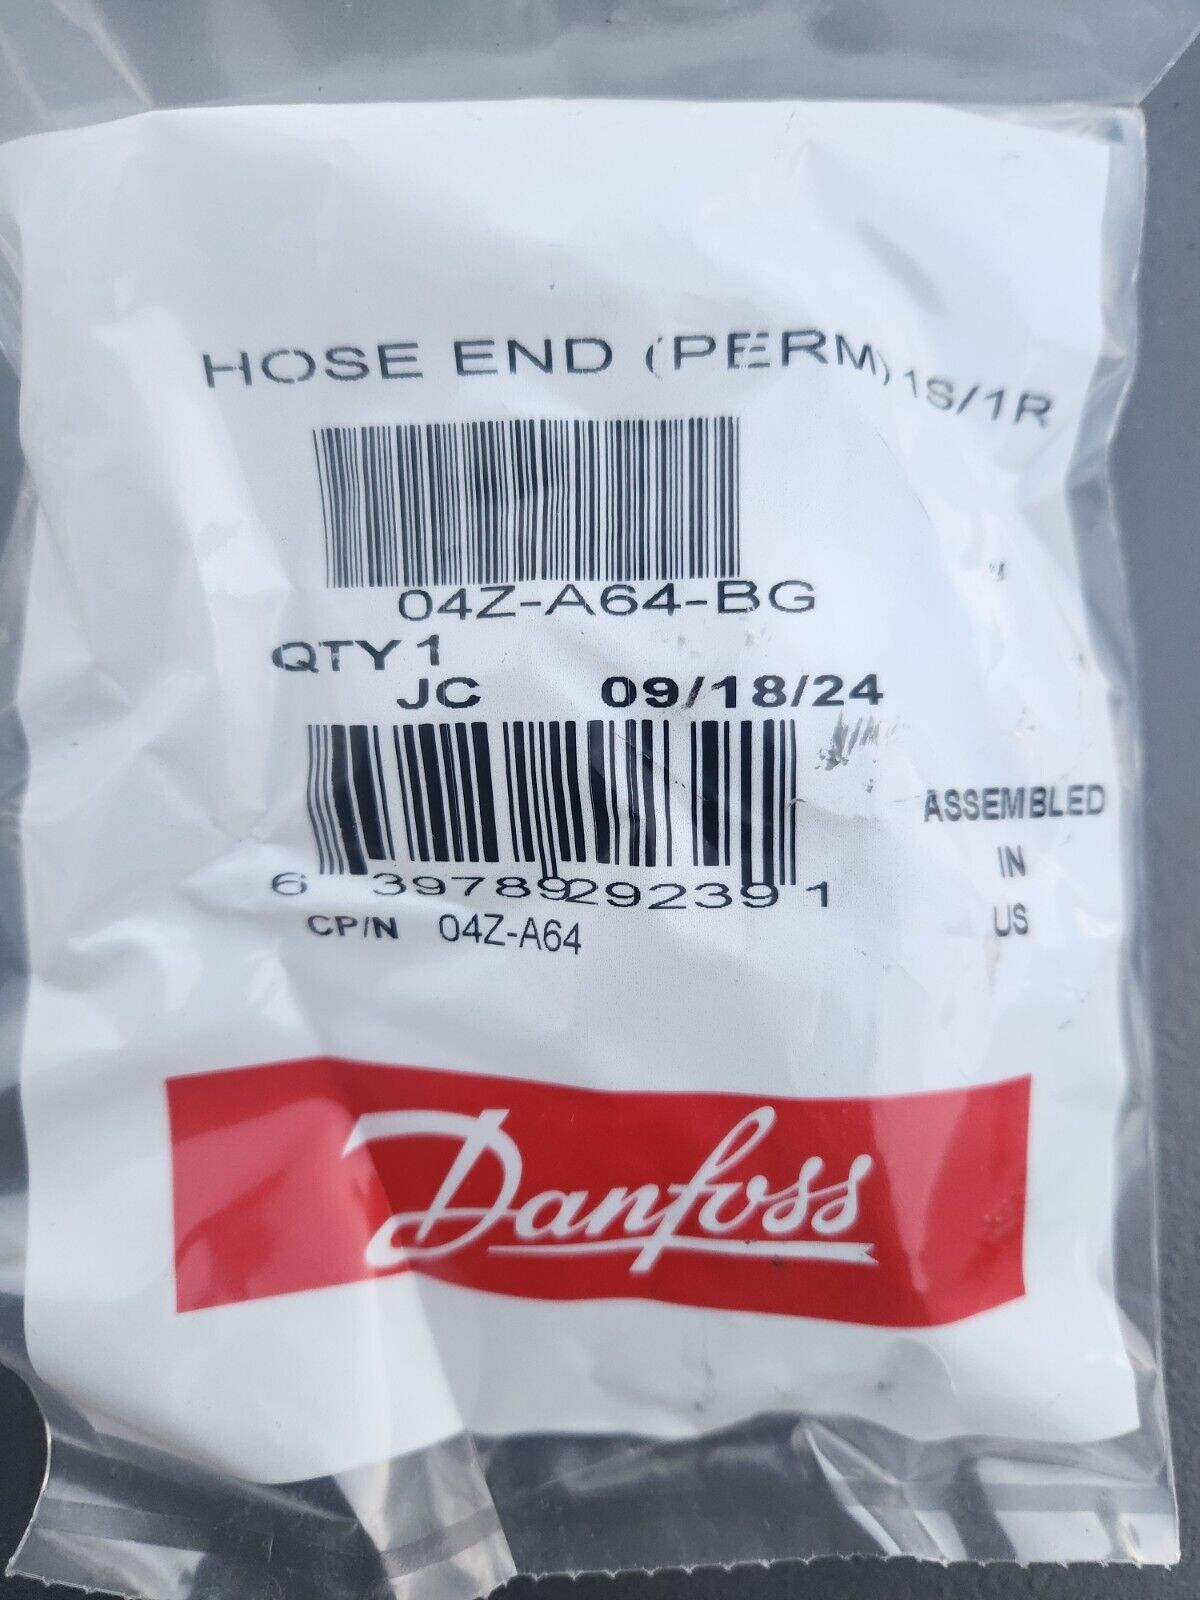 HOSE END (PERM) 1S/1R
04Z-A64-BG
QTY 1
JC 09/18/24
6 39789 29239 1
CP/N 04Z-A64
ASSEMBLED
IN
US
Danfoss